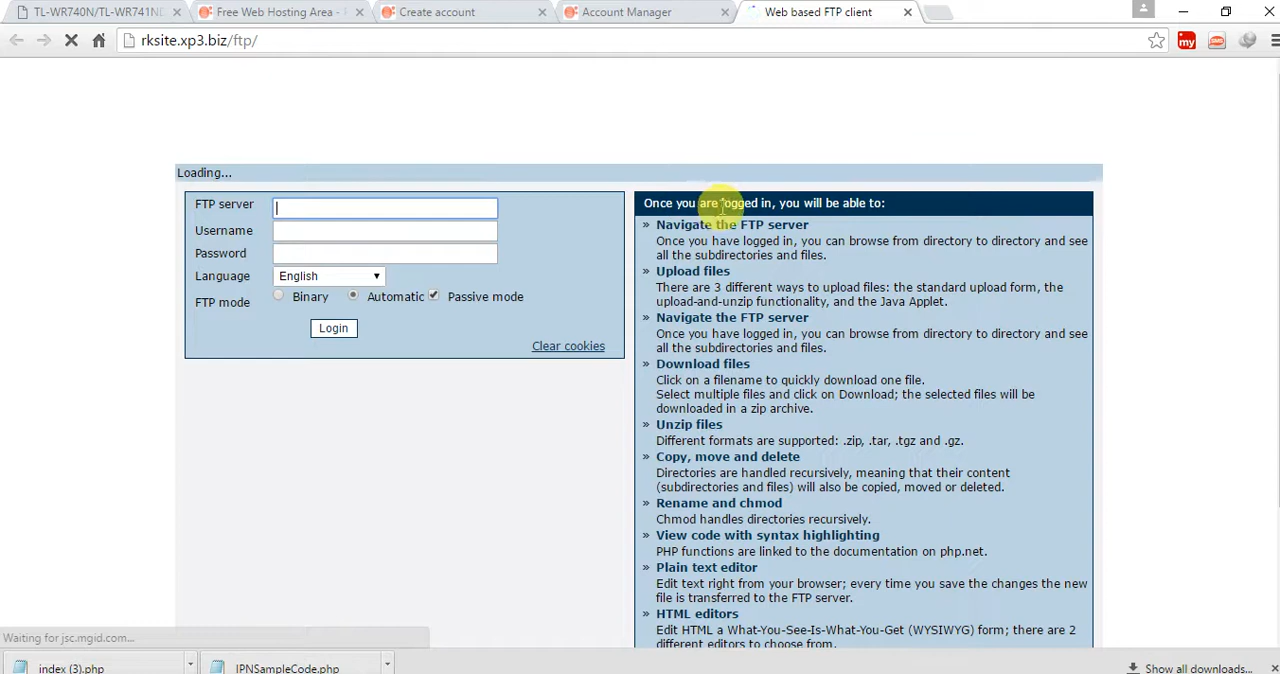 TL-WR740N/TL-WR741ND
Free Web Hosting Area -
Create account
Account Manager
Web based FTP client
rksite.xp3.biz/ftp/
my
Loading...
FTP server
Username
Password
Language English
FTP mode Binary Automatic Passive mode
Login
Clear cookies
Once you are logged in, you will be able to:
» Navigate the FTP server
Once you have logged in, you can browse from directory to directory and see
all the subdirectories and files.
» Upload files
There are 3 different ways to upload files: the standard upload form, the
upload-and-unzip functionality, and the Java Applet.
» Navigate the FTP server
Once you have logged in, you can browse from directory to directory and see
all the subdirectories and files.
» Download files
Click on a filename to quickly download one file.
Select multiple files and click on Download; the selected files will be
downloaded in a zip archive.
» Unzip files
Different formats are supported: .zip, .tar, .tgz and .gz.
» Copy, move and delete
Directories are handled recursively, meaning that their content
(subdirectories and files) will also be copied, moved or deleted.
» Rename and chmod
Chmod handles directories recursively.
» View code with syntax highlighting
PHP functions are linked to the documentation on php.net.
» Plain text editor
Edit text right from your browser; every time you save the changes the new
file is transferred to the FTP server.
» HTML editors
Edit HTML a What-You-See-Is-What-You-Get (WYSIWYG) form; there are 2
different editors to choose from.
Waiting for jsc.mgid.com...
index (3).php
IPNSampleCode.php
Show all downloads...